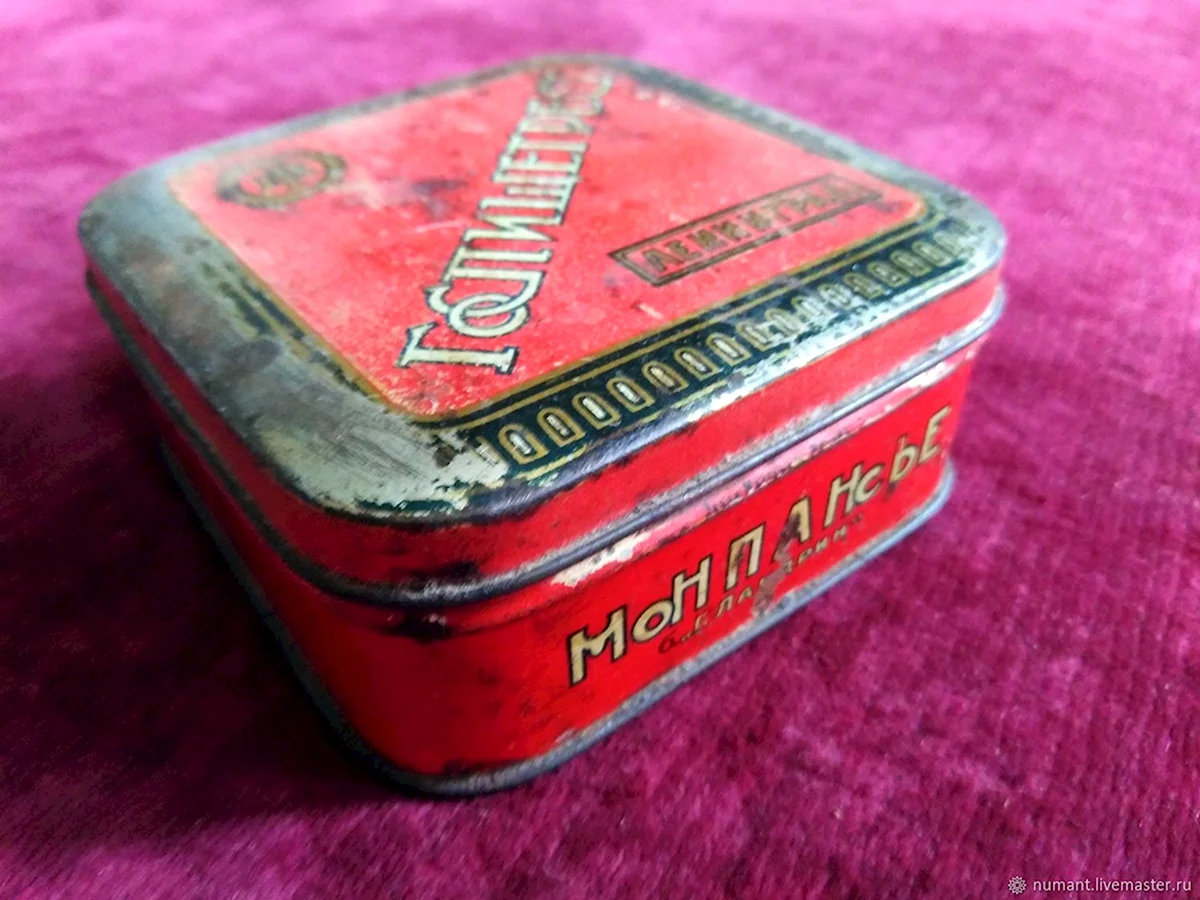 Госпищетрест
ЛЕНИНГРАД
МОНПАНсЬЕ
numant.livemaster.ru